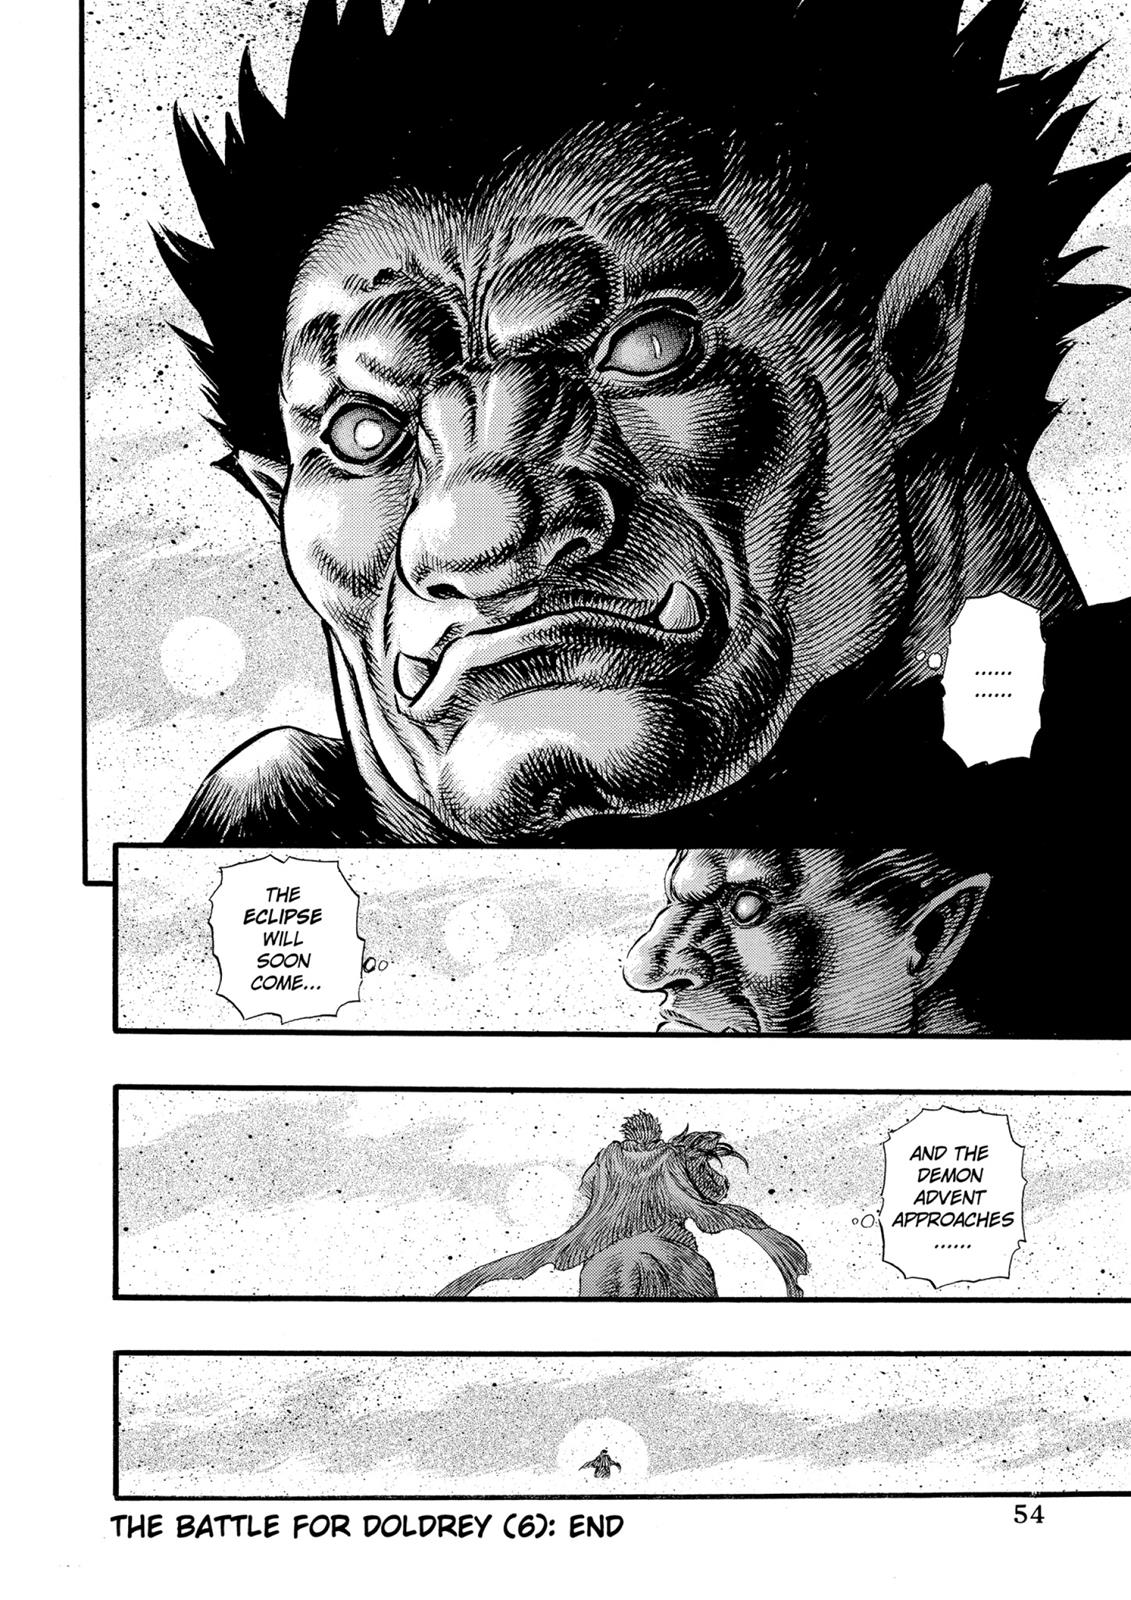 ......
......
THE
ECLIPSE
WILL
SOON
COME...
AND THE
DEMON
ADVENT
APPROACHES
......
THE BATTLE FOR DOLDREY (6): END
54